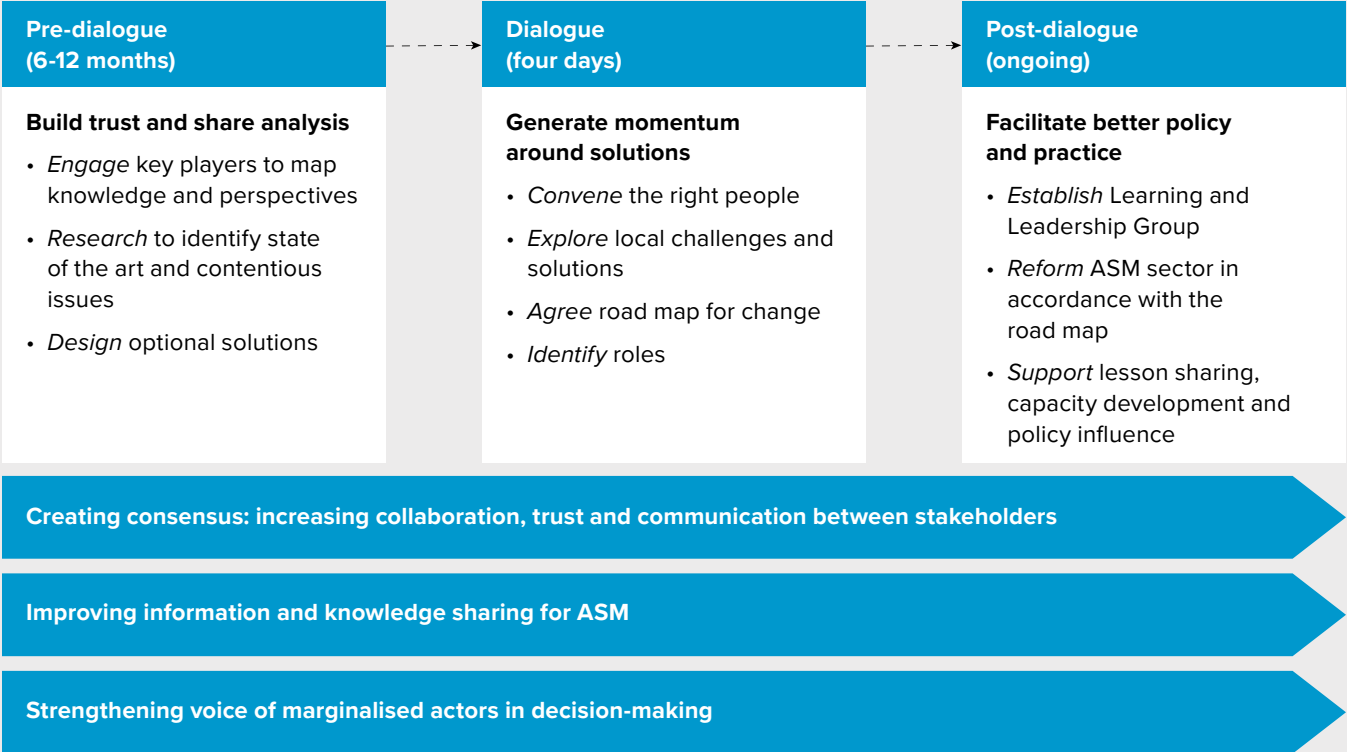 Pre-dialogue
(6-12 months)
Build trust and share analysis
• Engage key players to map
knowledge and perspectives
• Research to identify state
of the art and contentious
issues
• Design optional solutions
Dialogue
(four days)
Generate momentum
around solutions
• Convene the right people
• Explore local challenges and
solutions
• Agree road map for change
• Identify roles
Post-dialogue
(ongoing)
Facilitate better policy
and practice
• Establish Learning and
Leadership Group
• Reform ASM sector in
accordance with the
road map
• Support lesson sharing,
capacity development and
policy influence
Creating consensus: increasing collaboration, trust and communication between stakeholders
Improving information and knowledge sharing for ASM
Strengthening voice of marginalised actors in decision-making